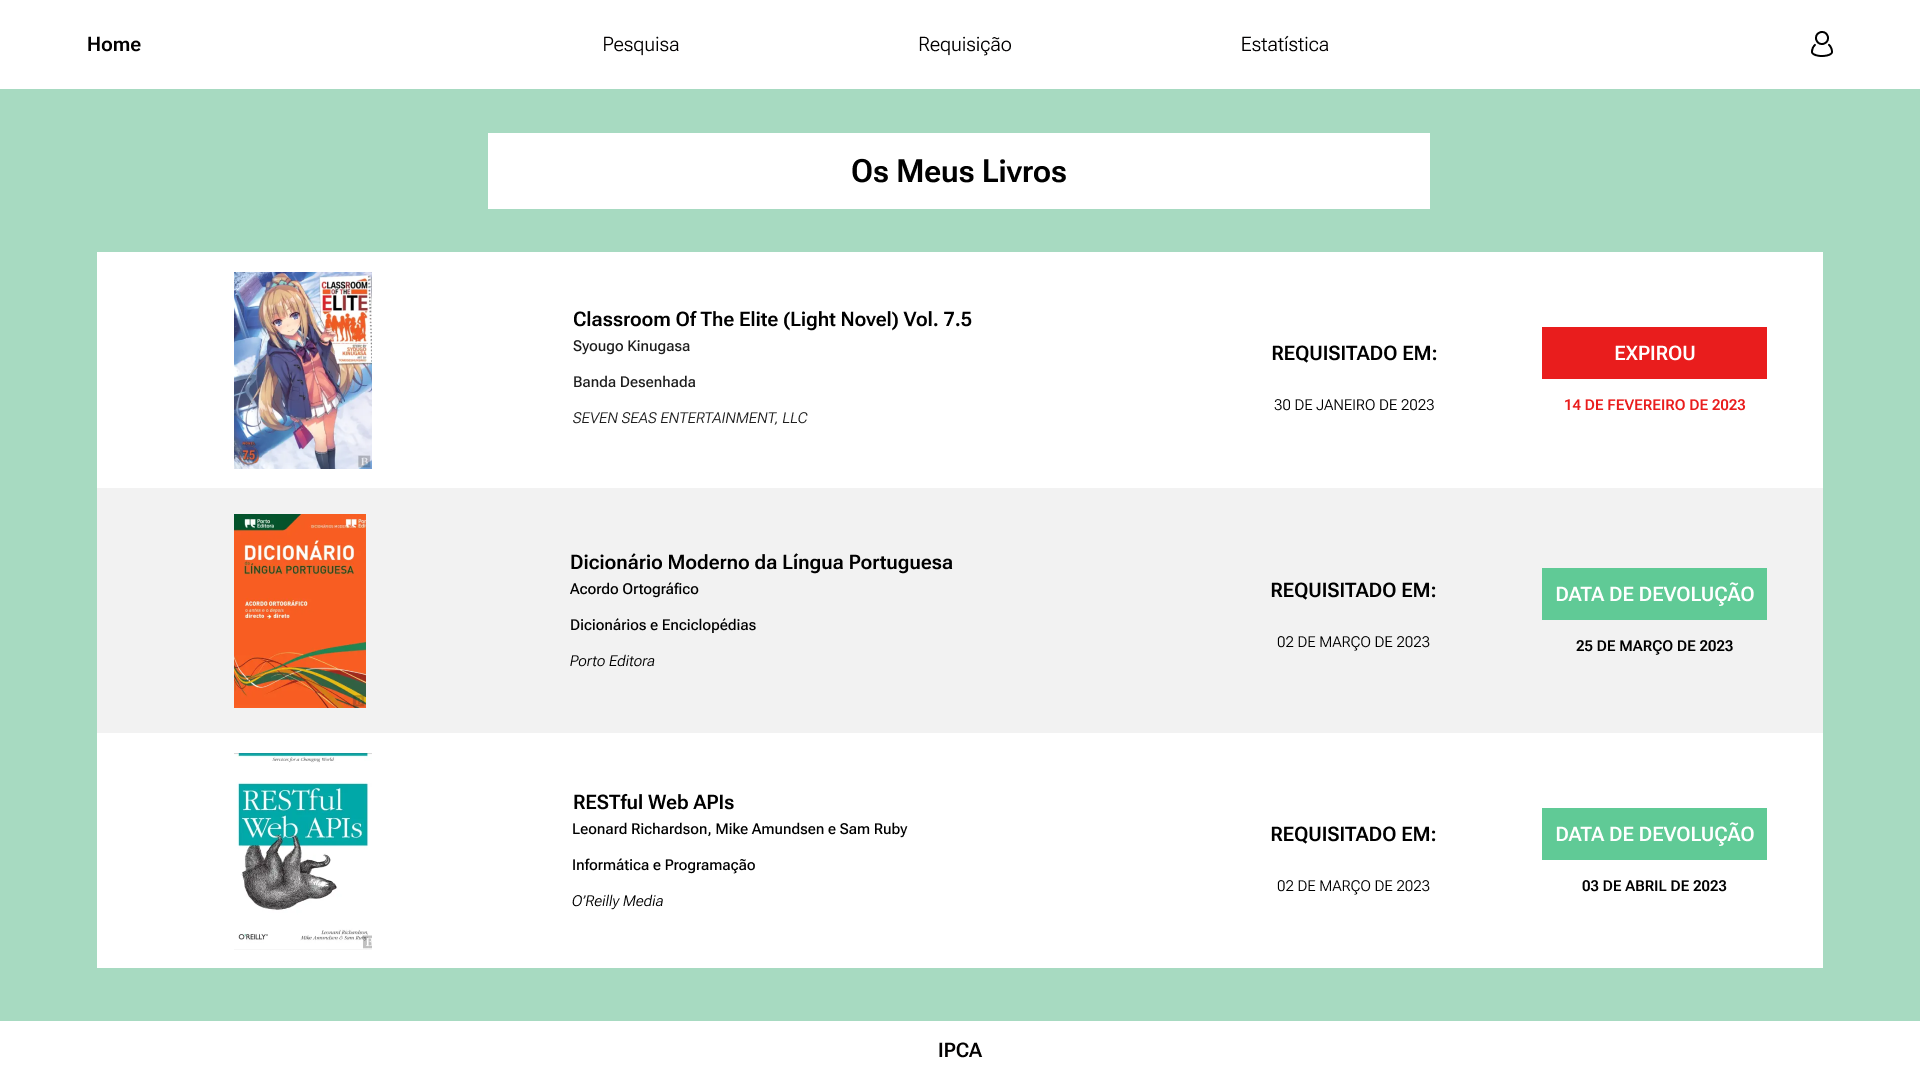 Home
Pesquisa
Requisição
Estatística
Os Meus Livros
CLASSROOM
OF THE
ELITE
7.5
Classroom Of The Elite (Light Novel) Vol. 7.5
Syougo Kinugasa
Banda Desenhada
SEVEN SEAS ENTERTAINMENT, LLC
REQUISITADO EM:
30 DE JANEIRO DE 2023
EXPIROU
14 DE FEVEREIRO DE 2023
Porto
Editora
DICIONÁRIO
LÍNGUA PORTUGUESA
ACORDO ORTOGRÁFICO
o antes e o depois
directo → direto
Dicionário Moderno da Língua Portuguesa
Acordo Ortográfico
Dicionários e Enciclopédias
Porto Editora
REQUISITADO EM:
02 DE MARÇO DE 2023
DATA DE DEVOLUÇÃO
25 DE MARÇO DE 2023
Services for a Changing World
RESTful
Web APIs
O'REILLY®
Leonard Richardson,
Mike Amundsen & Sam Ruby
RESTful Web APIs
Leonard Richardson, Mike Amundsen e Sam Ruby
Informática e Programação
O'Reilly Media
REQUISITADO EM:
02 DE MARÇO DE 2023
DATA DE DEVOLUÇÃO
03 DE ABRIL DE 2023
IPCA